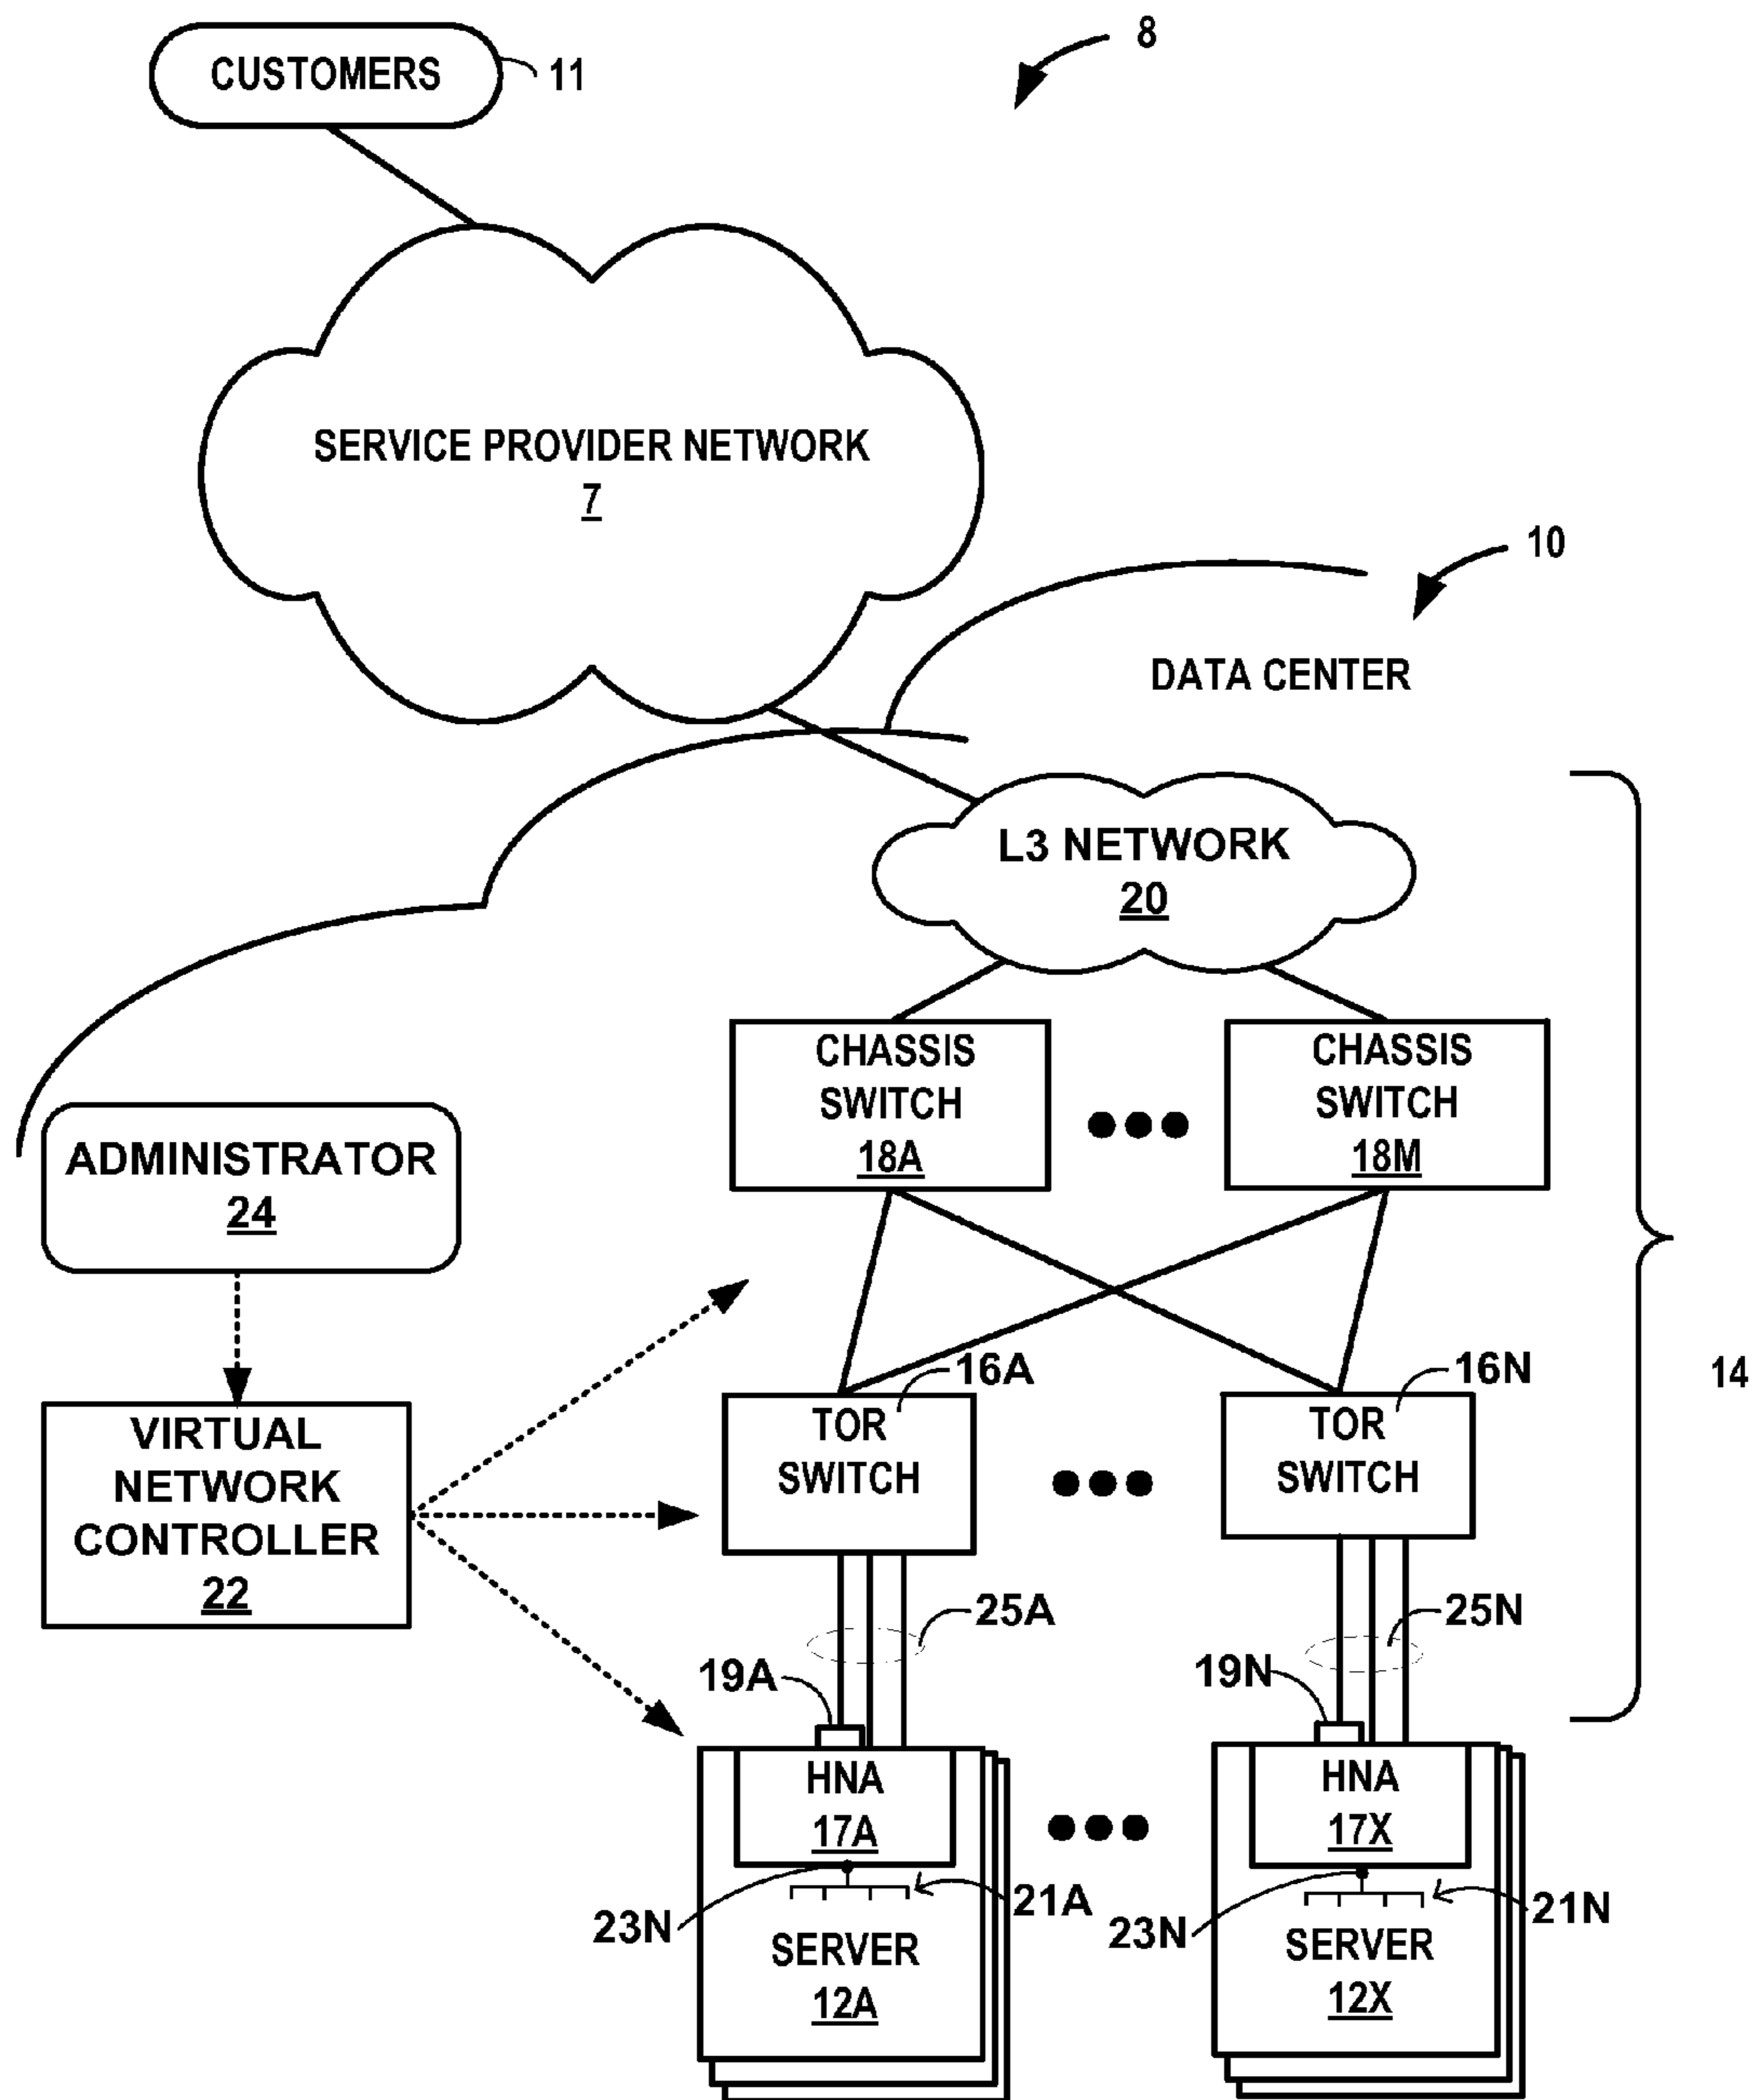 8
CUSTOMERS
11
SERVICE PROVIDER NETWORK
7
10
DATA CENTER
L3 NETWORK
20
CHASSIS
SWITCH
18A
CHASSIS
SWITCH
18M
ADMINISTRATOR
24
16A
16N
14
TOR
SWITCH
TOR
SWITCH
VIRTUAL
NETWORK
CONTROLLER
22
25A
25N
19A
19N
HNA
17A
HNA
17X
21A
21N
23N
23N
SERVER
12A
SERVER
12X